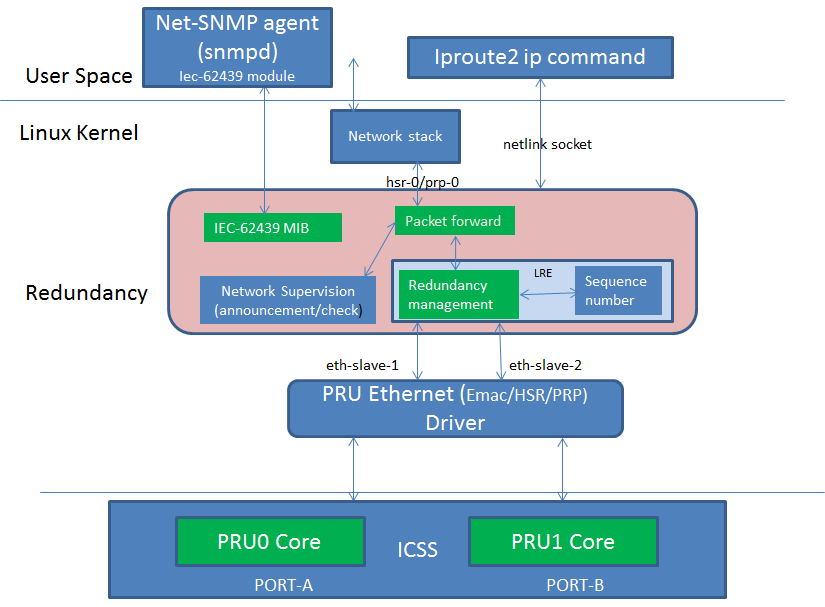 Net-SNMP agent
(snmpd)
Iec-62439 module
Iproute2 ip command
User Space
Linux Kernel
Network stack
netlink socket
hsr-0/prp-0
IEC-62439 MIB
Packet forward
Redundancy
Network Supervision
(announcement/check)
Redundancy
management
LRE
Sequence
number
eth-slave-1
eth-slave-2
PRU Ethernet (Emac/HSR/PRP)
Driver
PRU0 Core
ICSS
PRU1 Core
PORT-A
PORT-B